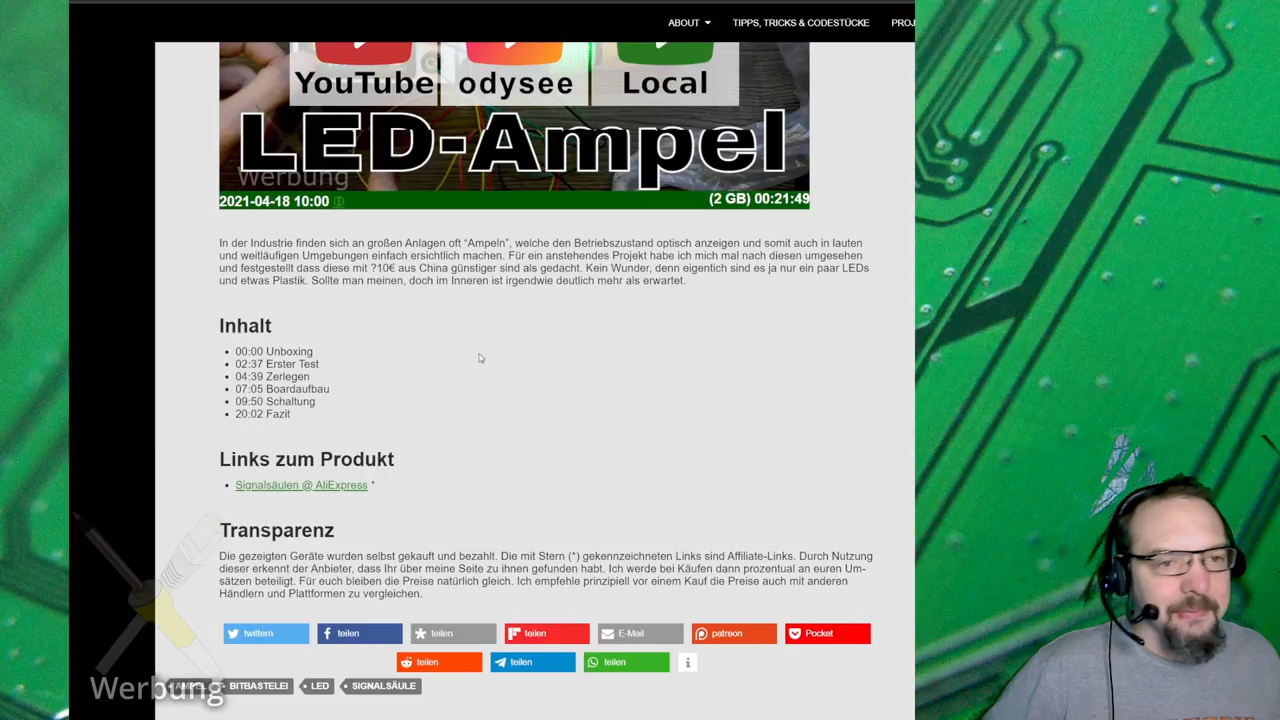 ABOUT TIPPS, TRICKS & CODESTÜCKE PROJ
YouTube odysee Local
LED-Ampel
Werbung
2021-04-18 10:00 (2 GB) 00:21:49
In der Industrie finden sich an großen Anlagen oft “Ampeln”, welche den Betriebszustand optisch anzeigen und somit auch in lauten
und weitläufigen Umgebungen einfach ersichtlich machen. Für ein anstehendes Projekt habe ich mich mal nach diesen umgesehen
und festgestellt dass diese mit ?10€ aus China günstiger sind als gedacht. Kein Wunder, denn eigentlich sind es ja nur ein paar LEDs
und etwas Plastik. Sollte man meinen, doch im Inneren ist irgendwie deutlich mehr als erwartet.
Inhalt
• 00:00 Unboxing
• 02:37 Erster Test
• 04:39 Zerlegen
• 07:05 Boardaufbau
• 09:50 Schaltung
• 20:02 Fazit
Links zum Produkt
• Signalsäulen @ AliExpress *
Transparenz
Die gezeigten Geräte wurden selbst gekauft und bezahlt. Die mit Stern (*) gekennzeichneten Links sind Affiliate-Links. Durch Nutzung
dieser erkennt der Anbieter, dass Ihr über meine Seite zu ihnen gefunden habt. Ich werde bei Käufen dann prozentual an euren Um-
sätzen beteiligt. Für euch bleiben die Preise natürlich gleich. Ich empfehle prinzipiell vor einem Kauf die Preise auch mit anderen
Händlern und Plattformen zu vergleichen.
twittern teilen teilen teilen E-Mail patreon Pocket
teilen teilen teilen
AMPEL BITBASTELEI LED SIGNALSÄULE
Werbung